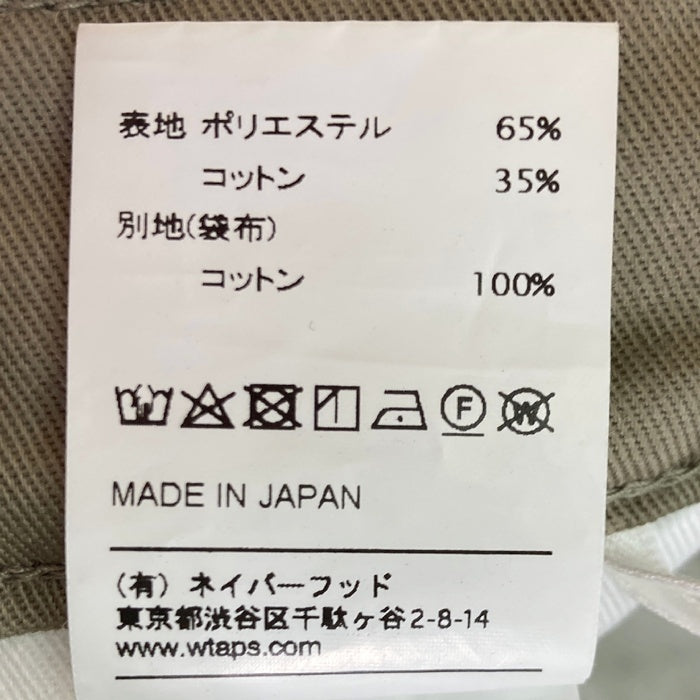 表地 ポリエステル 65%
コットン 35%
別地(袋布)
コットン 100%
F W
MADE IN JAPAN
(有) ネイバーフッド
東京都渋谷区千駄ヶ谷2-8-14
www.wtaps.com